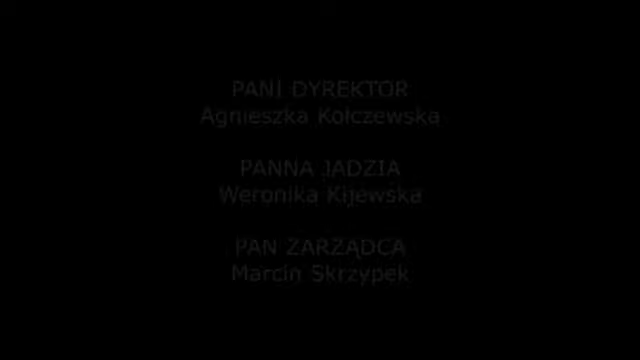 PANI DYREKTOR
Agnieszka Kołczewska
PANNA JADZIA
Weronika Kijewska
PAN ZARZĄDCA
Marcin Skrzypek